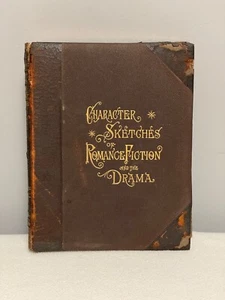 CHARACTER
SKETCHES
OF
ROMANCE FICTION
AND THE
DRAMA.